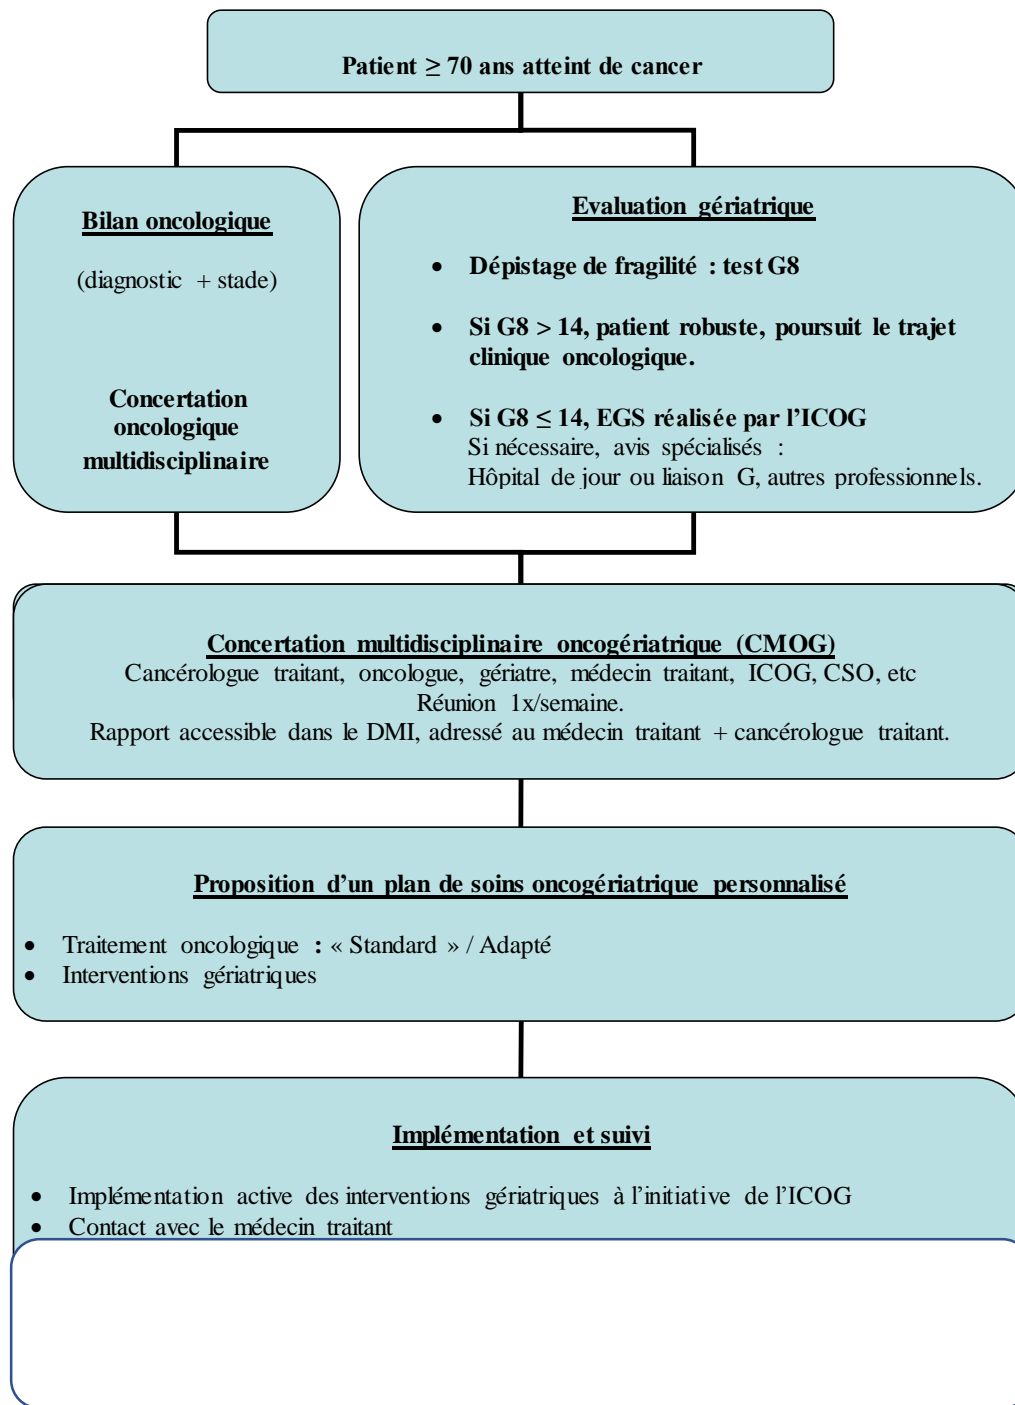 Patient ≥ 70 ans atteint de cancer
Bilan oncologique
(diagnostic + stade)
Concertation
oncologique
multidisciplinaire
Evaluation gériatrique
• Dépistage de fragilité : test G8
• Si G8 > 14, patient robuste, poursuit le trajet
clinique oncologique.
• Si G8 ≤ 14, EGS réalisée par l’ICOG
Si nécessaire, avis spécialisés :
Hôpital de jour ou liaison G, autres professionnels.
Concertation multidisciplinaire oncogériatrique (CMOG)
Cancérologue traitant, oncologue, gériatre, médecin traitant, ICOG, CSO, etc
Réunion 1x/semaine.
Rapport accessible dans le DMI, adressé au médecin traitant + cancérologue traitant.
Proposition d’un plan de soins oncogériatrique personnalisé
• Traitement oncologique : « Standard » / Adapté
• Interventions gériatriques
Implémentation et suivi
• Implémentation active des interventions gériatriques à l’initiative de l’ICOG
• Contact avec le médecin traitant